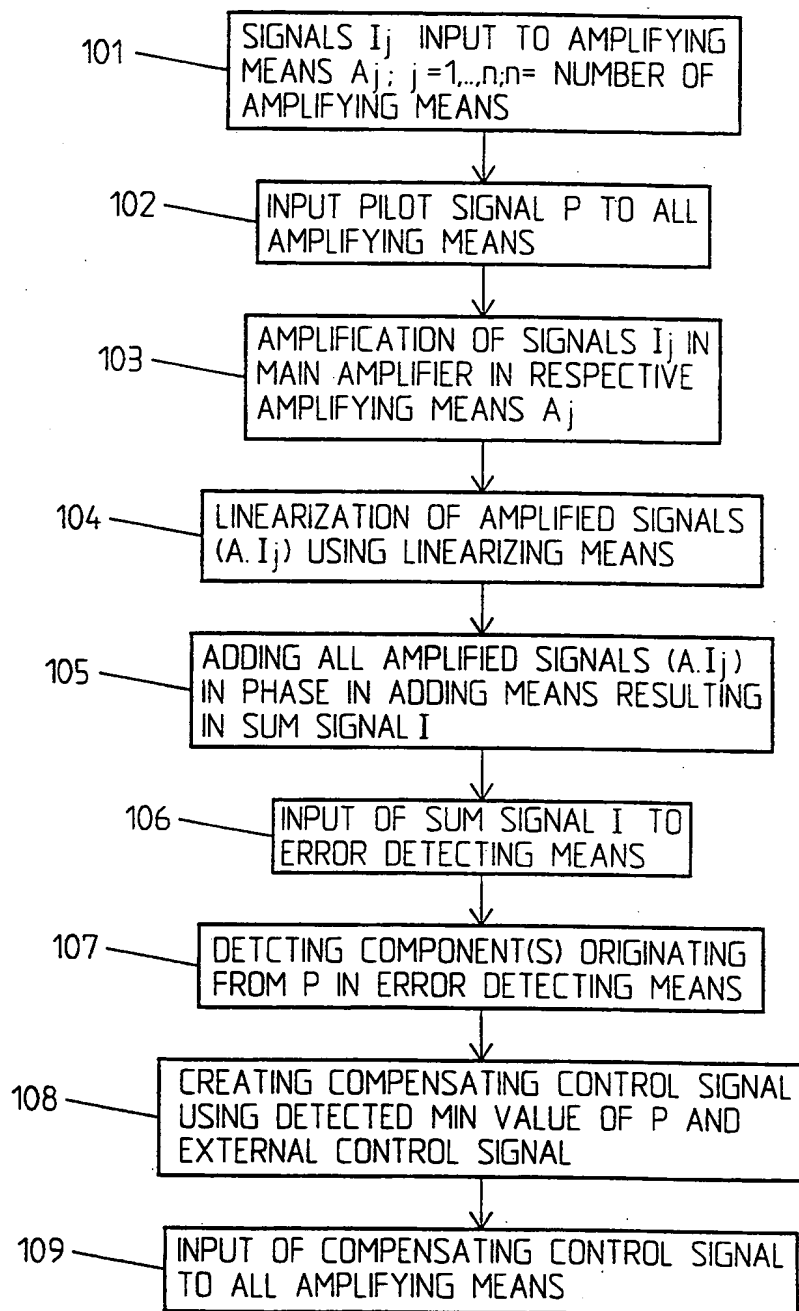 101
SIGNALS Ij INPUT TO AMPLIFYING
MEANS Aj; j=1,..,n;n= NUMBER OF
AMPLIFYING MEANS
102
INPUT PILOT SIGNAL P TO ALL
AMPLIFYING MEANS
103
AMPLIFICATION OF SIGNALS Ij IN
MAIN AMPLIFIER IN RESPECTIVE
AMPLIFYING MEANS Aj
104
LINEARIZATION OF AMPLIFIED SIGNALS
(A.Ij) USING LINEARIZING MEANS
105
ADDING ALL AMPLIFIED SIGNALS (A.Ij)
IN PHASE IN ADDING MEANS RESULTING
IN SUM SIGNAL I
106
INPUT OF SUM SIGNAL I TO
ERROR DETECTING MEANS
107
DETCTING COMPONENT(S) ORIGINATING
FROM P IN ERROR DETECTING MEANS
108
CREATING COMPENSATING CONTROL SIGNAL
USING DETECTED MIN VALUE OF P AND
EXTERNAL CONTROL SIGNAL
109
INPUT OF COMPENSATING CONTROL SIGNAL
TO ALL AMPLIFYING MEANS